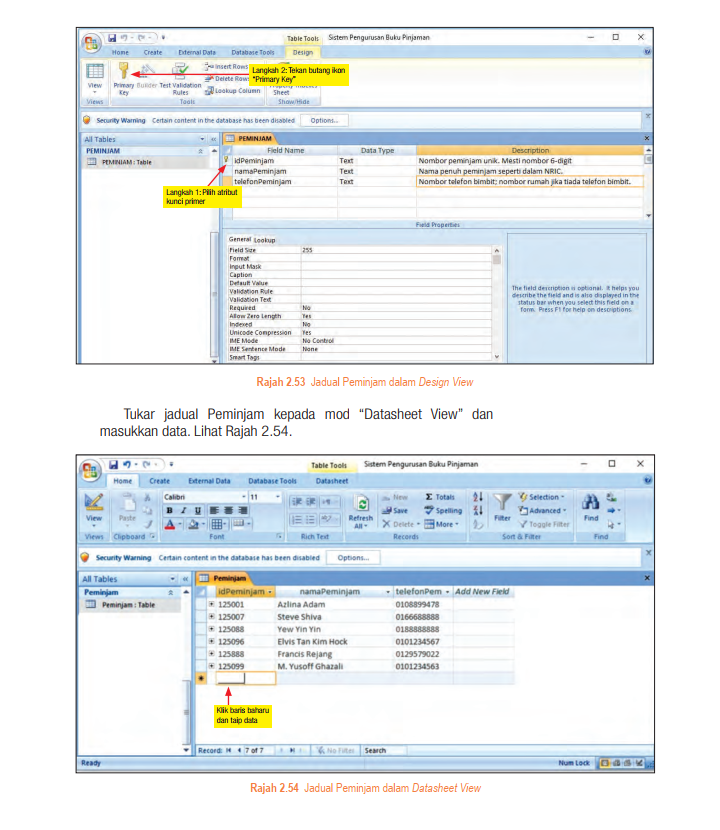 Table Tools Sistem Pengurusan Buku Pinjaman
Home Create External Data Database Tools Design
View
Primary Key
Builder
Test Validation Rules
Insert Rows
Delete Rows
Lookup Column
Property Sheet
Indexes
Views Tools Show/Hide
Langkah 2: Tekan butang ikon
"Primary Key"
Security Warning Certain content in the database has been disabled Options...
All Tables
PEMINJAM
PEMINJAM : Table
PEMINJAM
Field Name Data Type Description
idPeminjam Text Nombor peminjam unik. Mesti nombor 6-digit
namaPeminjam Text Nama penuh peminjam seperti dalam NRIC.
telefonPeminjam Text Nombor telefon bimbit; nombor rumah jika tiada telefon bimbit.
Langkah 1: Pilih atribut
kunci primer
Field Properties
General Lookup
Field Size 255
Format
Input Mask
Caption
Default Value
Validation Rule
Validation Text
Required No
Allow Zero Length Yes
Indexed No
Unicode Compression Yes
IME Mode No Control
IME Sentence Mode None
Smart Tags
The field description is optional. It helps you
describe the field and is also displayed in the
status bar when you select this field on a
form. Press F1 for help on descriptions.
Rajah 2.53 Jadual Peminjam dalam Design View
Tukar jadual Peminjam kepada mod “Datasheet View” dan
masukkan data. Lihat Rajah 2.54.
Table Tools Sistem Pengurusan Buku Pinjaman
Home Create External Data Database Tools Datasheet
View
Paste
Calibri 11
B I U
A
Refresh All
New
Save
Delete
Totals
Spelling
More
Filter
Selection
Advanced
Toggle Filter
Find
Views Clipboard Font Rich Text Records Sort & Filter Find
Security Warning Certain content in the database has been disabled Options...
All Tables
Peminjam
Peminjam : Table
Peminjam
idPeminjam namaPeminjam telefonPem Add New Field
125001 Azlina Adam 0108899478
125007 Steve Shiva 0166688888
125088 Yew Yin Yin 0188888888
125096 Elvis Tan Kim Hock 0101234567
125888 Francis Rejang 0129579022
125099 M. Yusoff Ghazali 0101234563
Klik baris baharu
dan taip data
Record: 7 of 7 No Filter Search
Ready Num Lock
Rajah 2.54 Jadual Peminjam dalam Datasheet View